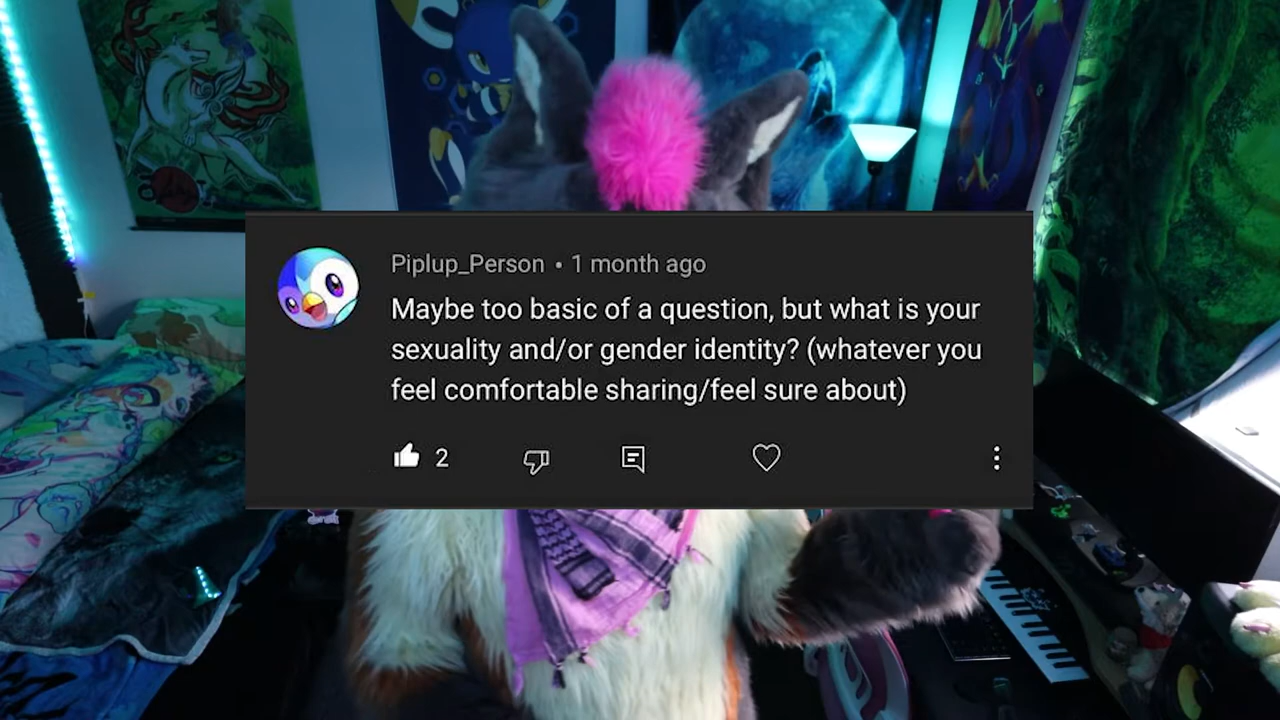 Piplup_Person • 1 month ago
Maybe too basic of a question, but what is your
sexuality and/or gender identity? (whatever you
feel comfortable sharing/feel sure about)
2